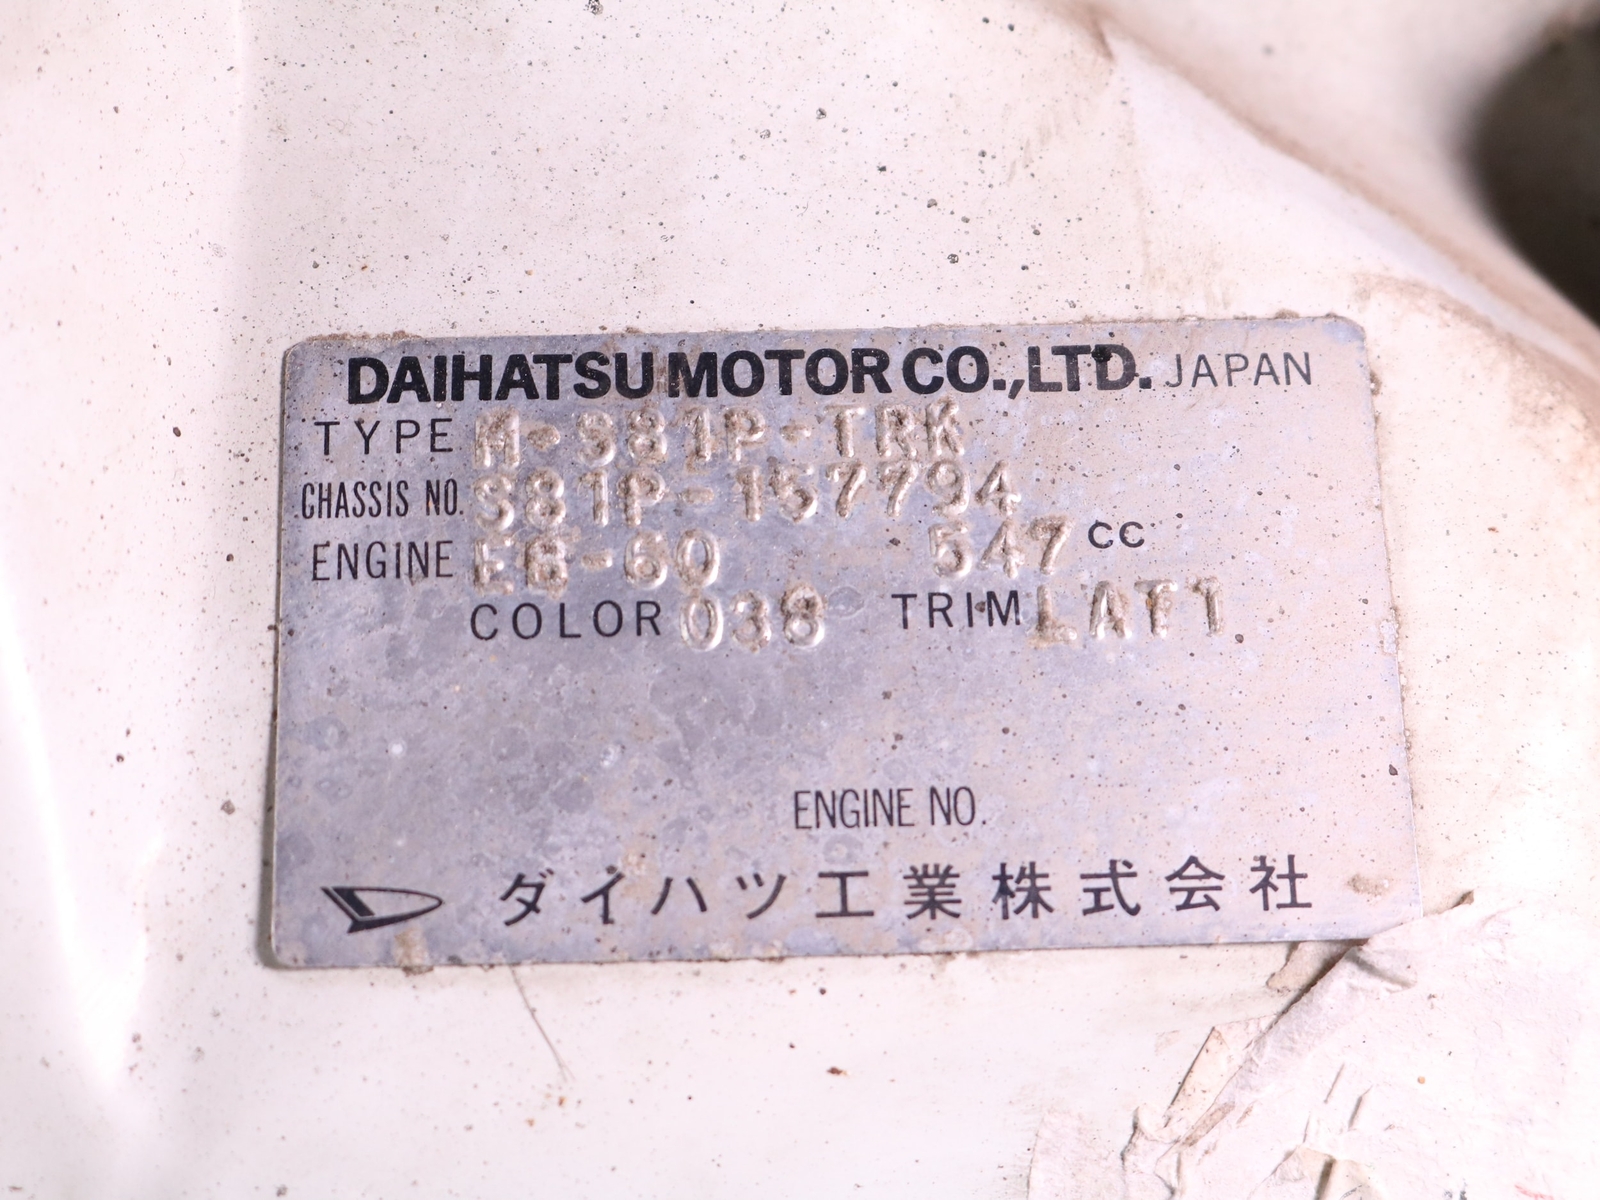 DAIHATSU MOTOR CO.,LTD. JAPAN
TYPE M-S81P-TRK
CHASSIS NO. S81P-157794
ENGINE EB-60 547 CC
COLOR 038 TRIM LAT1
ENGINE NO.
ダイハツ工業株式会社